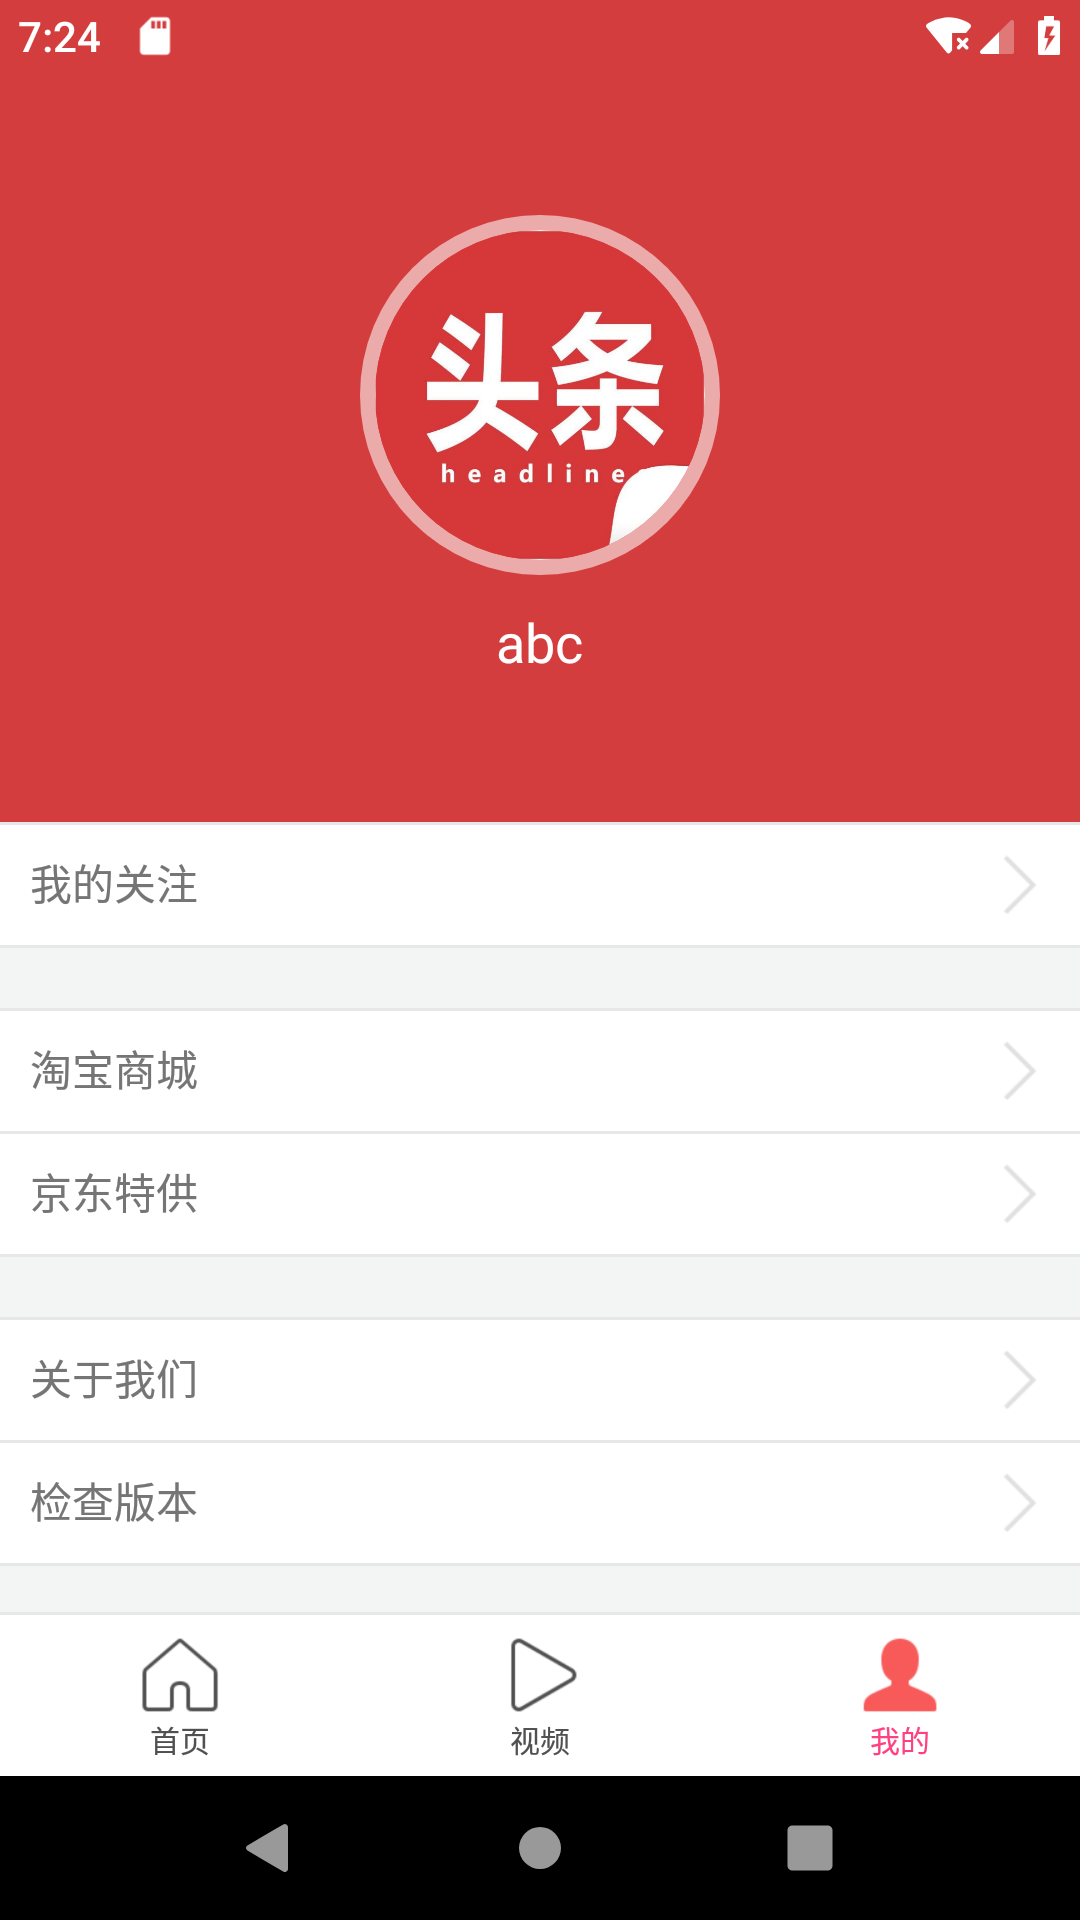 7:24
头条
headline
abc
我的关注
淘宝商城
京东特供
关于我们
检查版本
首页
视频
我的